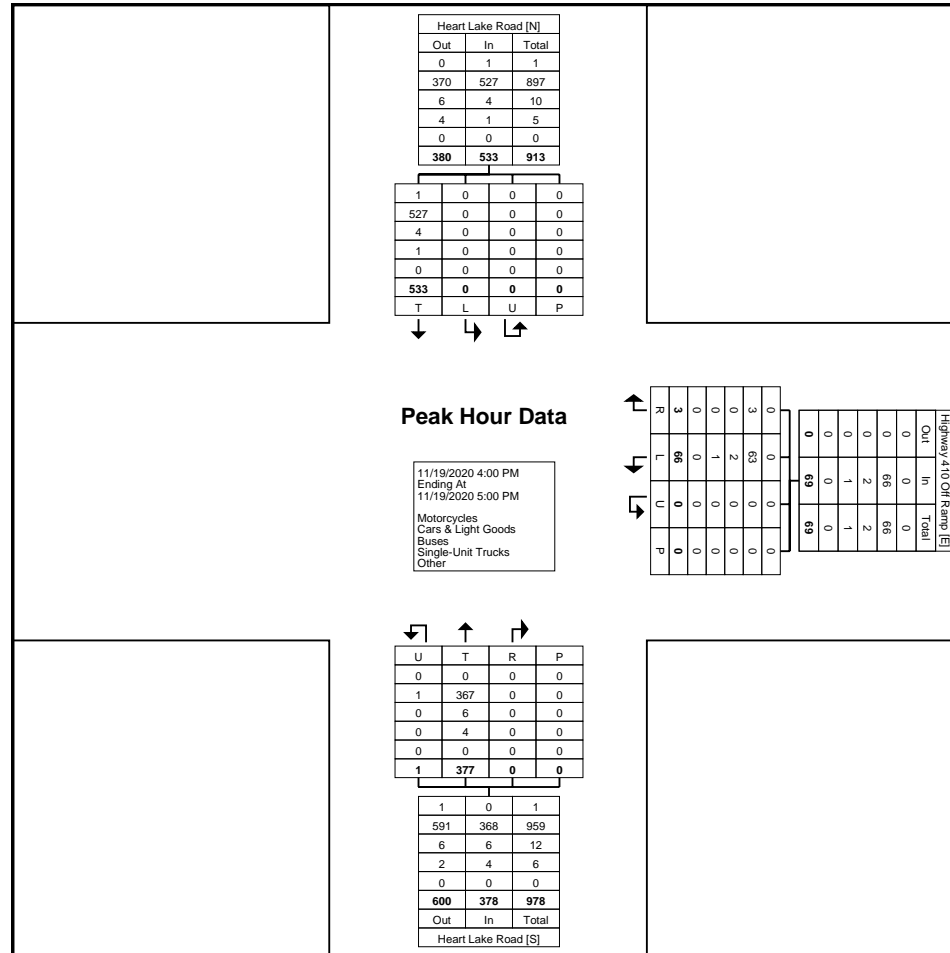 Heart Lake Road [N]
Out In Total
0 1 1
370 527 897
6 4 10
4 1 5
0 0 0
380 533 913
1 0 0 0
527 0 0 0
4 0 0 0
1 0 0 0
0 0 0 0
533 0 0 0
T L U P
Peak Hour Data
11/19/2020 4:00 PM
Ending At
11/19/2020 5:00 PM
Motorcycles
Cars & Light Goods
Buses
Single-Unit Trucks
Other
Highway 410 Off Ramp [E]
Out In Total
0 0 0
0 66 66
0 2 2
0 1 1
0 0 0
0 69 69
0 0 0 0
3 63 0 0
0 2 0 0
0 1 0 0
0 0 0 0
3 66 0 0
R L U P
U T R P
0 0 0 0
1 367 0 0
0 6 0 0
0 4 0 0
0 0 0 0
1 377 0 0
1 0 1
591 368 959
6 6 12
2 4 6
0 0 0
600 378 978
Out In Total
Heart Lake Road [S]